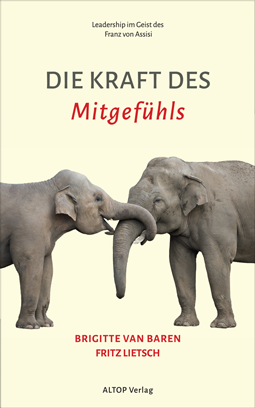 Leadership im Geist des
Franz von Assisi
DIE KRAFT DES
Mitgefühls
BRIGITTE VAN BAREN
FRITZ LIETSCH
ALTOP Verlag